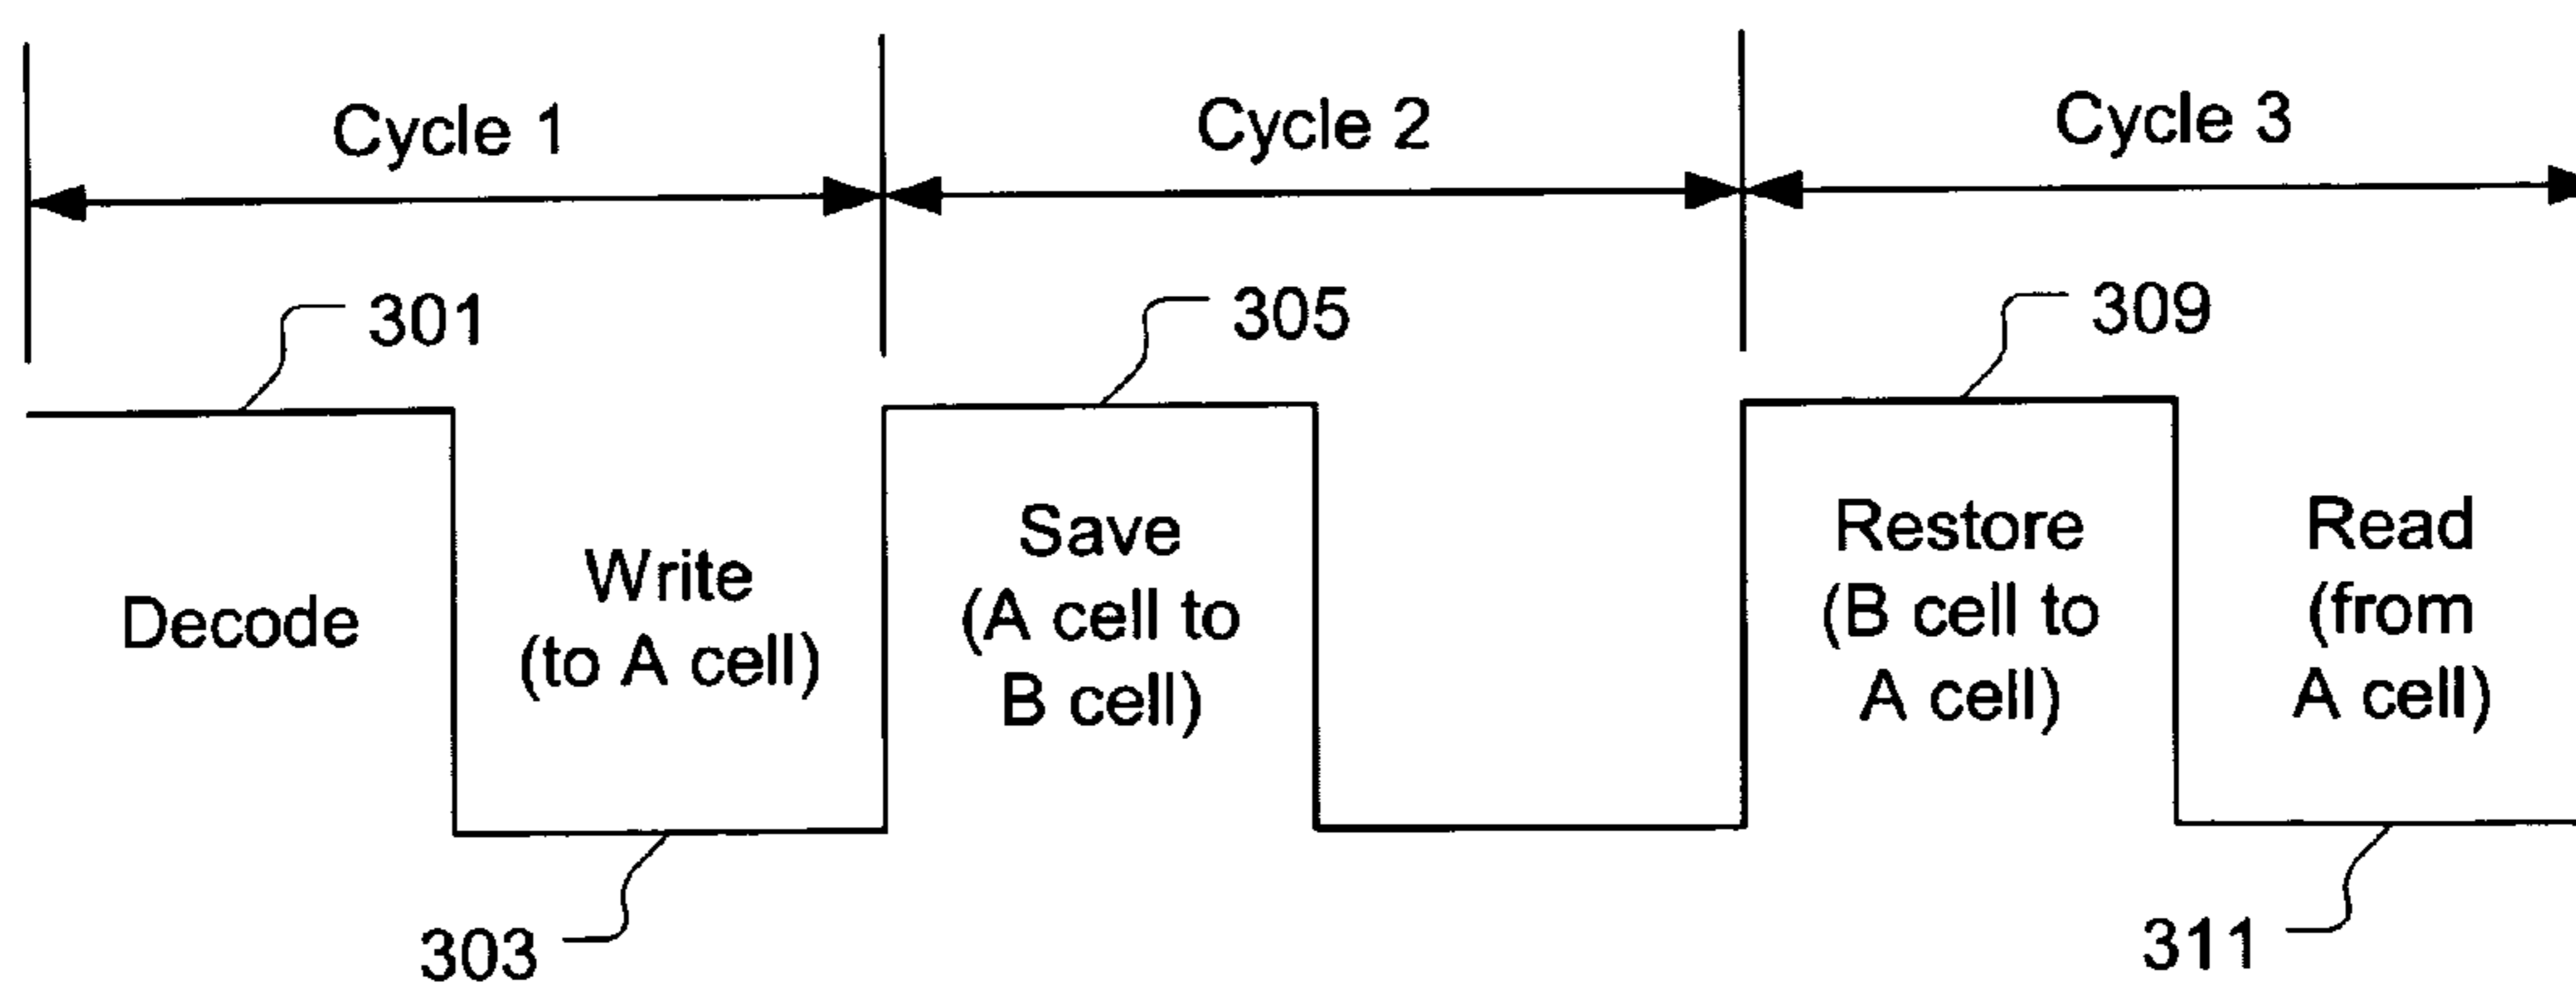 Cycle 1
Cycle 2
Cycle 3
301
305
309
Decode
Write
(to A cell)
Save
(A cell to
B cell)
Restore
(B cell to
A cell)
Read
(from
A cell)
303
311